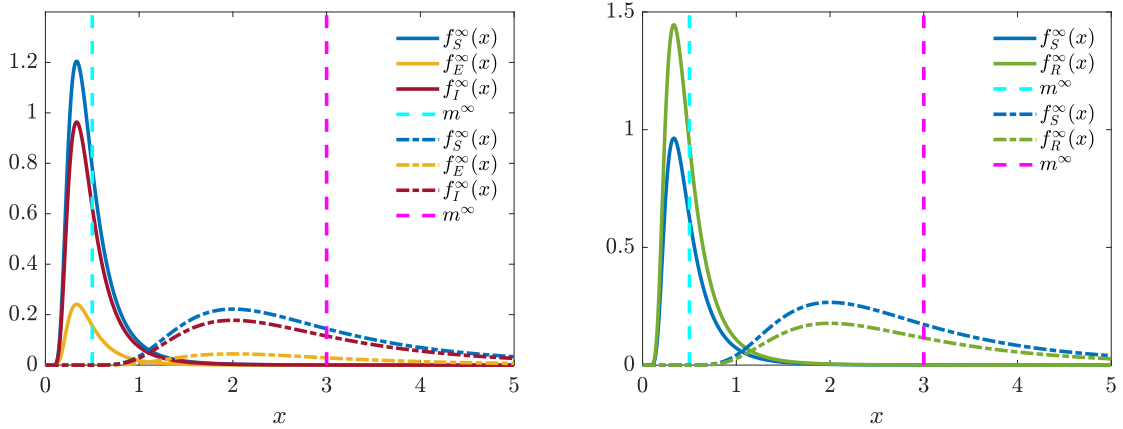 1.2
1
0.8
0.6
0.4
0.2
0
0 1 2 3 4 5
x
f_S^∞(x)
f_E^∞(x)
f_I^∞(x)
m^∞
f_S^∞(x)
f_E^∞(x)
f_I^∞(x)
m^∞
1.5
1
0.5
0
0 1 2 3 4 5
x
f_S^∞(x)
f_R^∞(x)
m^∞
f_S^∞(x)
f_R^∞(x)
m^∞